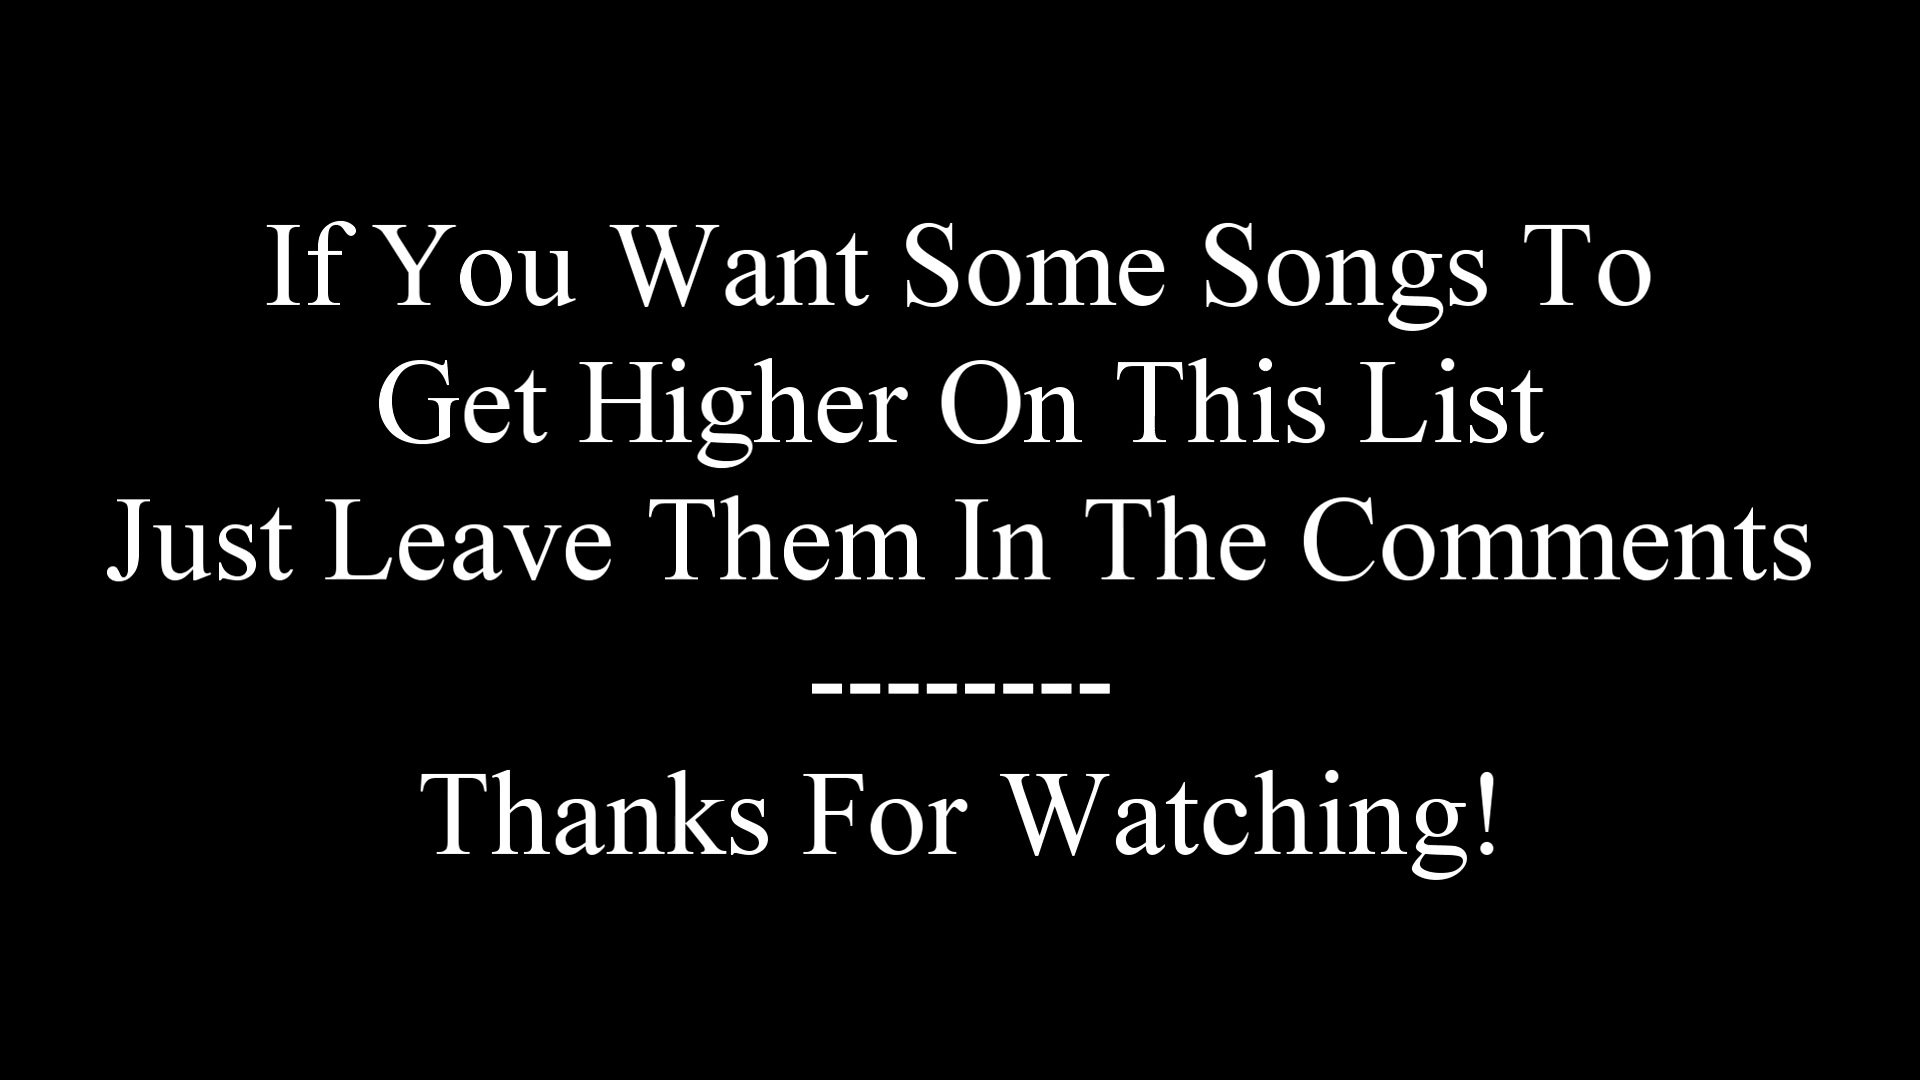 If You Want Some Songs To
Get Higher On This List
Just Leave Them In The Comments
--------
Thanks For Watching!